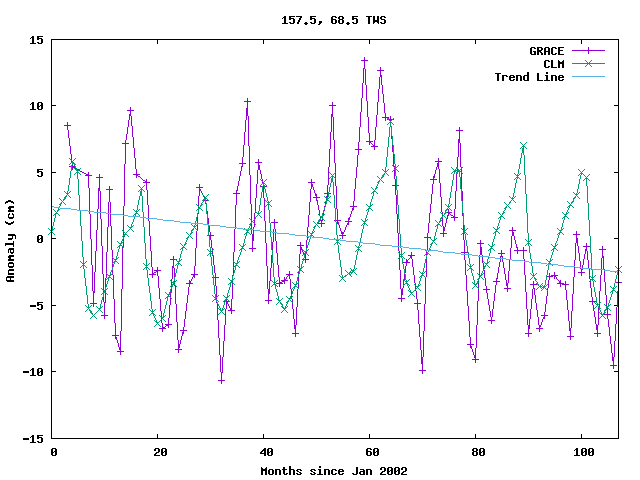 157.5, 68.5 TWS
15
GRACE
CLM
Trend Line
10
5
0
-5
-10
-15
Anomaly (cm)
0 20 40 60 80 100
Months since Jan 2002